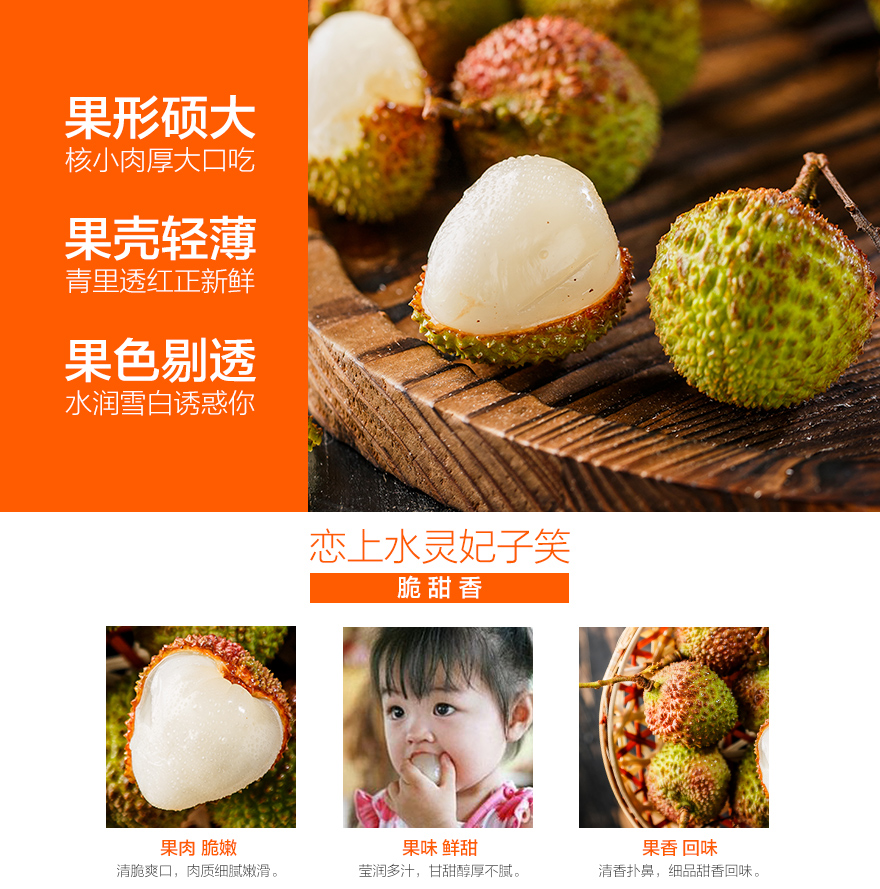 果形硕大
核小肉厚大口吃
果壳轻薄
青里透红正新鲜
果色剔透
水润雪白诱惑你
恋上水灵妃子笑
脆甜香
果肉 脆嫩
清脆爽口，肉质细腻嫩滑。
果味 鲜甜
莹润多汁，甘甜醇厚不腻。
果香 回味
清香扑鼻，细品甜香回味。